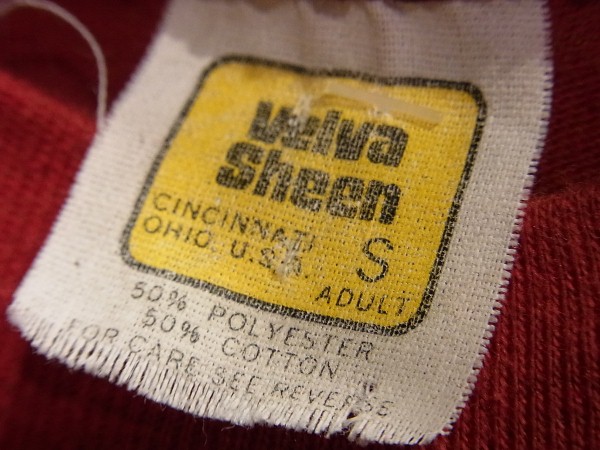 Velva
Sheen
CINCINNATI
OHIO, U.S.A.
S
ADULT
50% POLYESTER
50% COTTON
FOR CARE SEE REVERSE